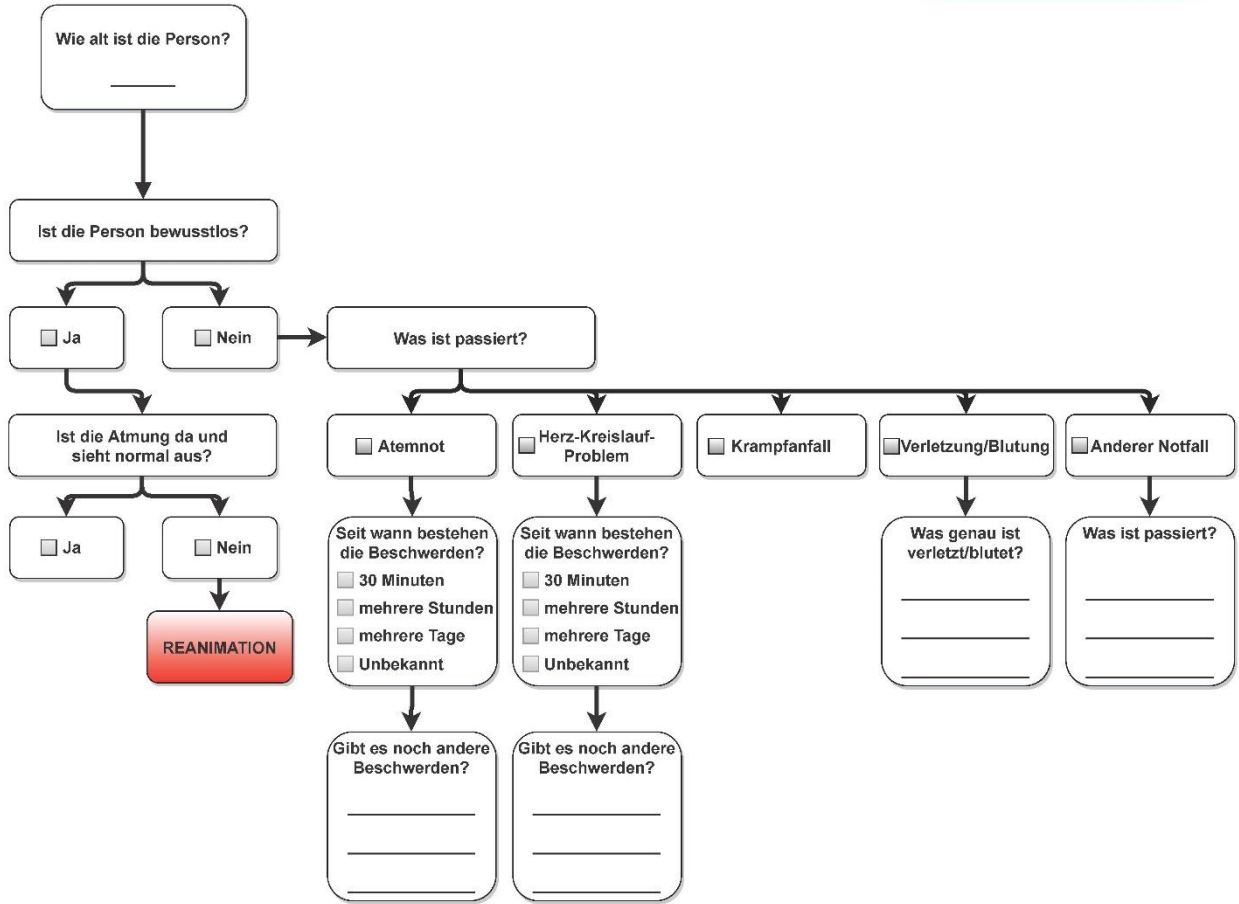 Wie alt ist die Person?
Ist die Person bewusstlos?
Ja
Nein
Was ist passiert?
Ist die Atmung da und
sieht normal aus?
Ja
Nein
REANIMATION
Atemnot
Herz-Kreislauf-
Problem
Krampfanfall
Verletzung/Blutung
Anderer Notfall
Seit wann bestehen
die Beschwerden?
30 Minuten
mehrere Stunden
mehrere Tage
Unbekannt
Seit wann bestehen
die Beschwerden?
30 Minuten
mehrere Stunden
mehrere Tage
Unbekannt
Was genau ist
verletzt/blutet?
Was ist passiert?
Gibt es noch andere
Beschwerden?
Gibt es noch andere
Beschwerden?